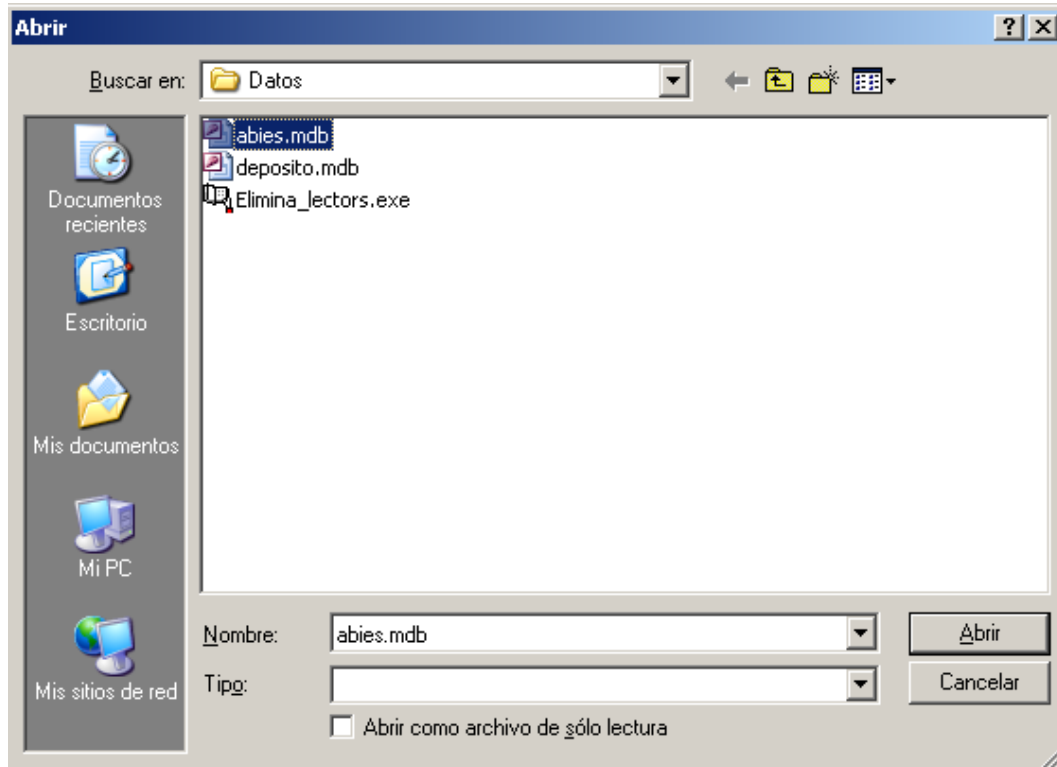 Abrir
Buscar en: Datos
abies.mdb
deposito.mdb
Elimina_lectors.exe
Documentos
recientes
Escritorio
Mis documentos
Mi PC
Mis sitios de red
Nombre: abies.mdb Abrir
Tipo: Cancelar
Abrir como archivo de sólo lectura